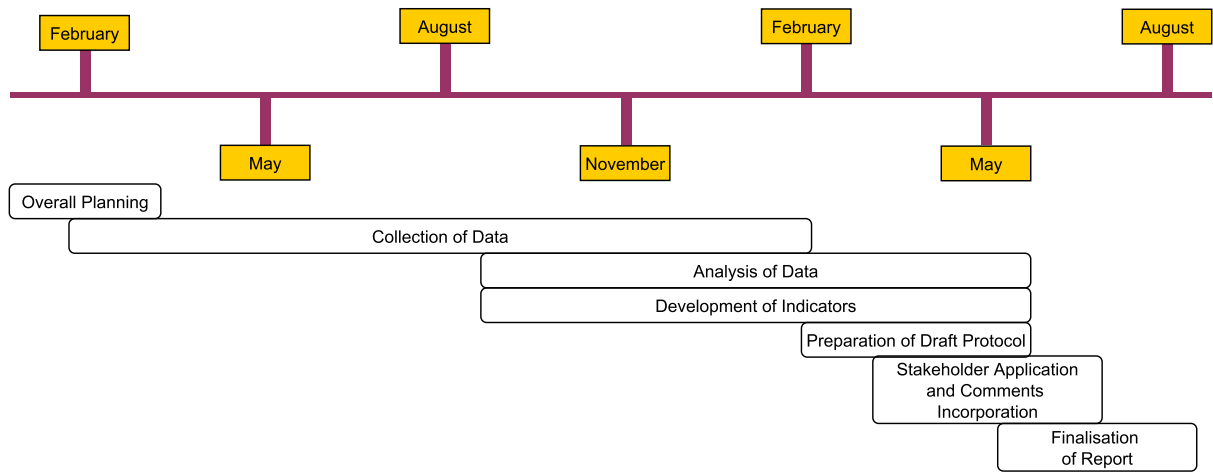 February
August
February
August
May
November
May
Overall Planning
Collection of Data
Analysis of Data
Development of Indicators
Preparation of Draft Protocol
Stakeholder Application
and Comments
Incorporation
Finalisation
of Report